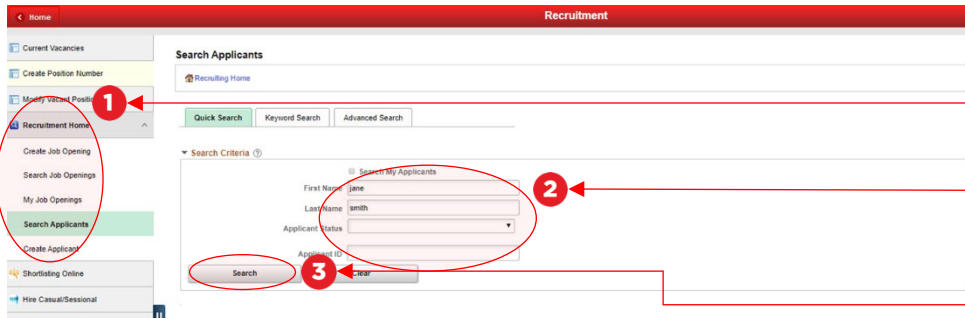 Home
Recruitment
Current Vacancies
Create Position Number
Modify Vacant Positio
Recruitment Home
Create Job Opening
Search Job Openings
My Job Openings
Search Applicants
Create Applicant
Shortlisting Online
Hire Casual/Sessional
Search Applicants
Recruiting Home
Quick Search Keyword Search Advanced Search
Search Criteria
Search My Applicants
First Name jane
Last Name smith
Applicant Status
Applicant ID
Search Clear
1
2
3